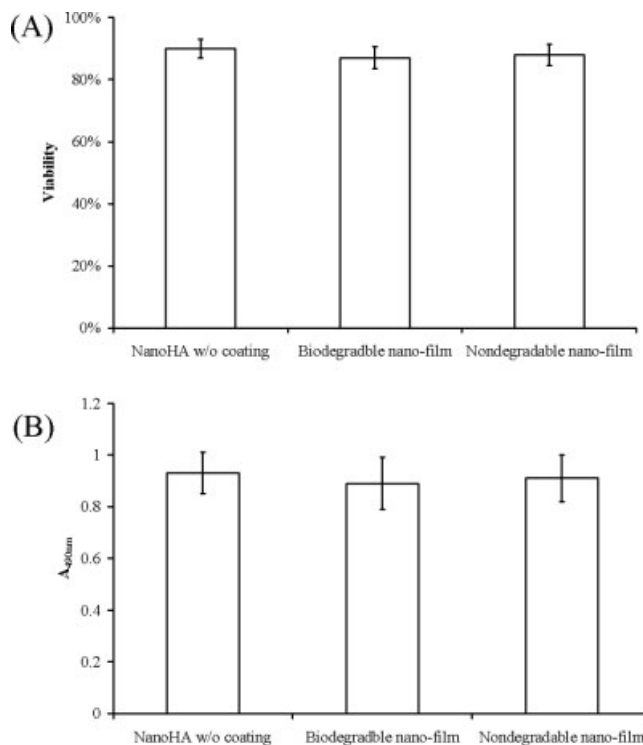 (A)
100%
80%
60%
40%
20%
0%
Viability
NanoHA w/o coating Biodegradble nano-film Nondegradable nano-film
(B)
1.2
1
0.8
0.6
0.4
0.2
0
A490nm
NanoHA w/o coating Biodegradble nano-film Nondegradable nano-film